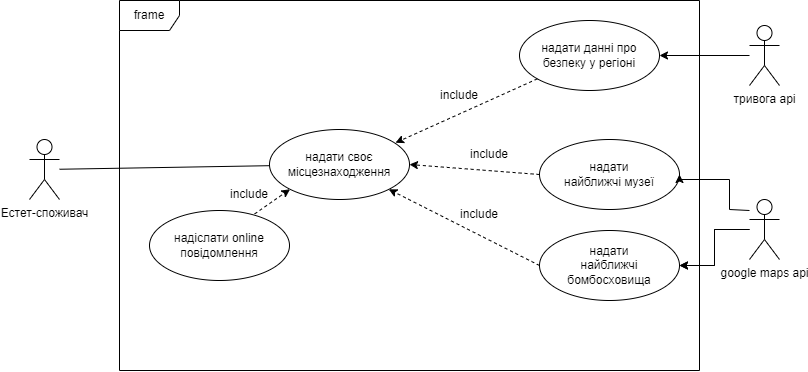 frame
надати данні про
безпеку у регіоні
тривога api
include
надати своє
місцезнаходження
include
надати
найближчі музеї
Естет-споживач
include
надіслати online
повідомлення
include
надати
найближчі
бомбосховища
google maps api